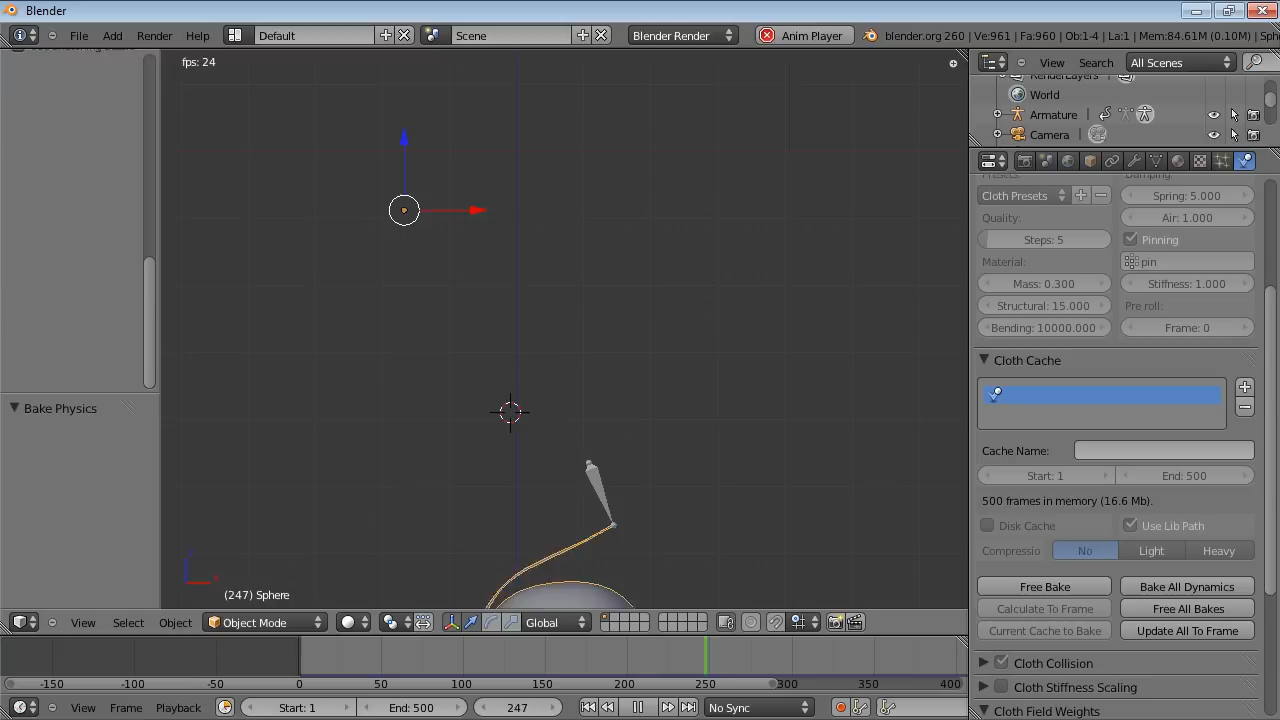 Blender
File Add Render Help Default Scene Blender Render Anim Player blender.org 260 | Ve:961 | Fa:960 | Ob:1-4 | La:1 | Mem:84.61M (0.10M) | Sph
fps: 24
View Search All Scenes
RenderLayers
World
Armature
Camera
Presets: Damping:
Cloth Presets Spring: 5.000
Quality: Air: 1.000
Steps: 5 Pinning
Material: pin
Mass: 0.300 Stiffness: 1.000
Structural: 15.000 Pre roll:
Bending: 10000.000 Frame: 0
Cloth Cache
Bake Physics
Cache Name:
Start: 1 End: 500
500 frames in memory (16.6 Mb).
Disk Cache Use Lib Path
Compressio No Light Heavy
Free Bake Bake All Dynamics
Calculate To Frame Free All Bakes
Current Cache to Bake Update All To Frame
(247) Sphere
View Select Object Object Mode Global
Cloth Collision
Cloth Stiffness Scaling
Cloth Field Weights
-150 -100 -50 0 50 100 150 200 250 300 350 400
View Frame Playback Start: 1 End: 500 247 No Sync